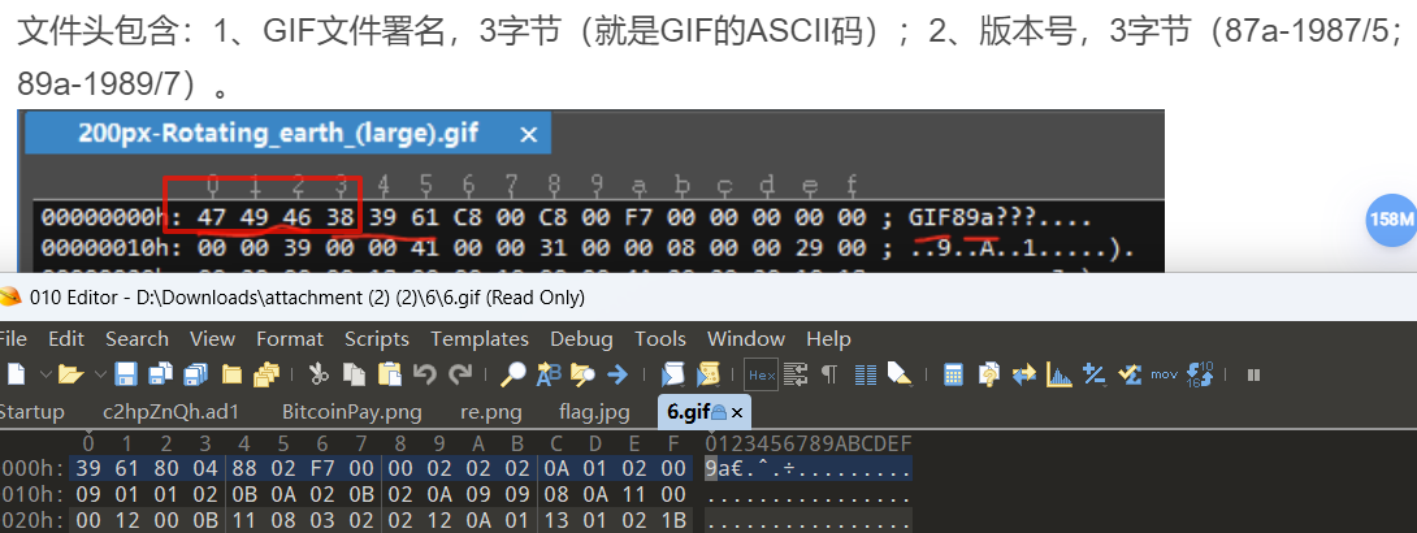 文件头包含：1、GIF文件署名，3字节（就是GIF的ASCII码）；2、版本号，3字节（87a-1987/5；
89a-1989/7）。
200px-Rotating_earth_(large).gif ×
0 1 2 3 4 5 6 7 8 9 a b c d e f
00000000h: 47 49 46 38 39 61 C8 00 C8 00 F7 00 00 00 00 00 ; GIF89a???....
00000010h: 00 00 39 00 00 41 00 00 31 00 00 08 00 00 29 00 ; ..9..A..1.....).
158M
010 Editor - D:\Downloads\attachment (2) (2)\6\6.gif (Read Only)
File Edit Search View Format Scripts Templates Debug Tools Window Help
Hex mov
Startup c2hpZnQh.ad1 BitcoinPay.png re.png flag.jpg 6.gif ×
0 1 2 3 4 5 6 7 8 9 A B C D E F 0123456789ABCDEF
000h: 39 61 80 04 88 02 F7 00 00 02 02 02 0A 01 02 00 9a€.ˆ.÷.........
010h: 09 01 01 02 0B 0A 02 0B 02 0A 09 09 08 0A 11 00 ................
020h: 00 12 00 0B 11 08 03 02 02 12 0A 01 13 01 02 1B ................